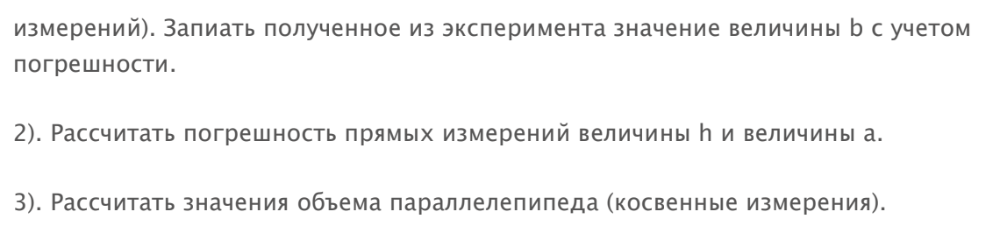 измерений). Запиать полученное из эксперимента значение величины b с учетом
погрешности.
2). Рассчитать погрешность прямых измерений величины h и величины a.
3). Рассчитать значения объема параллелепипеда (косвенные измерения).